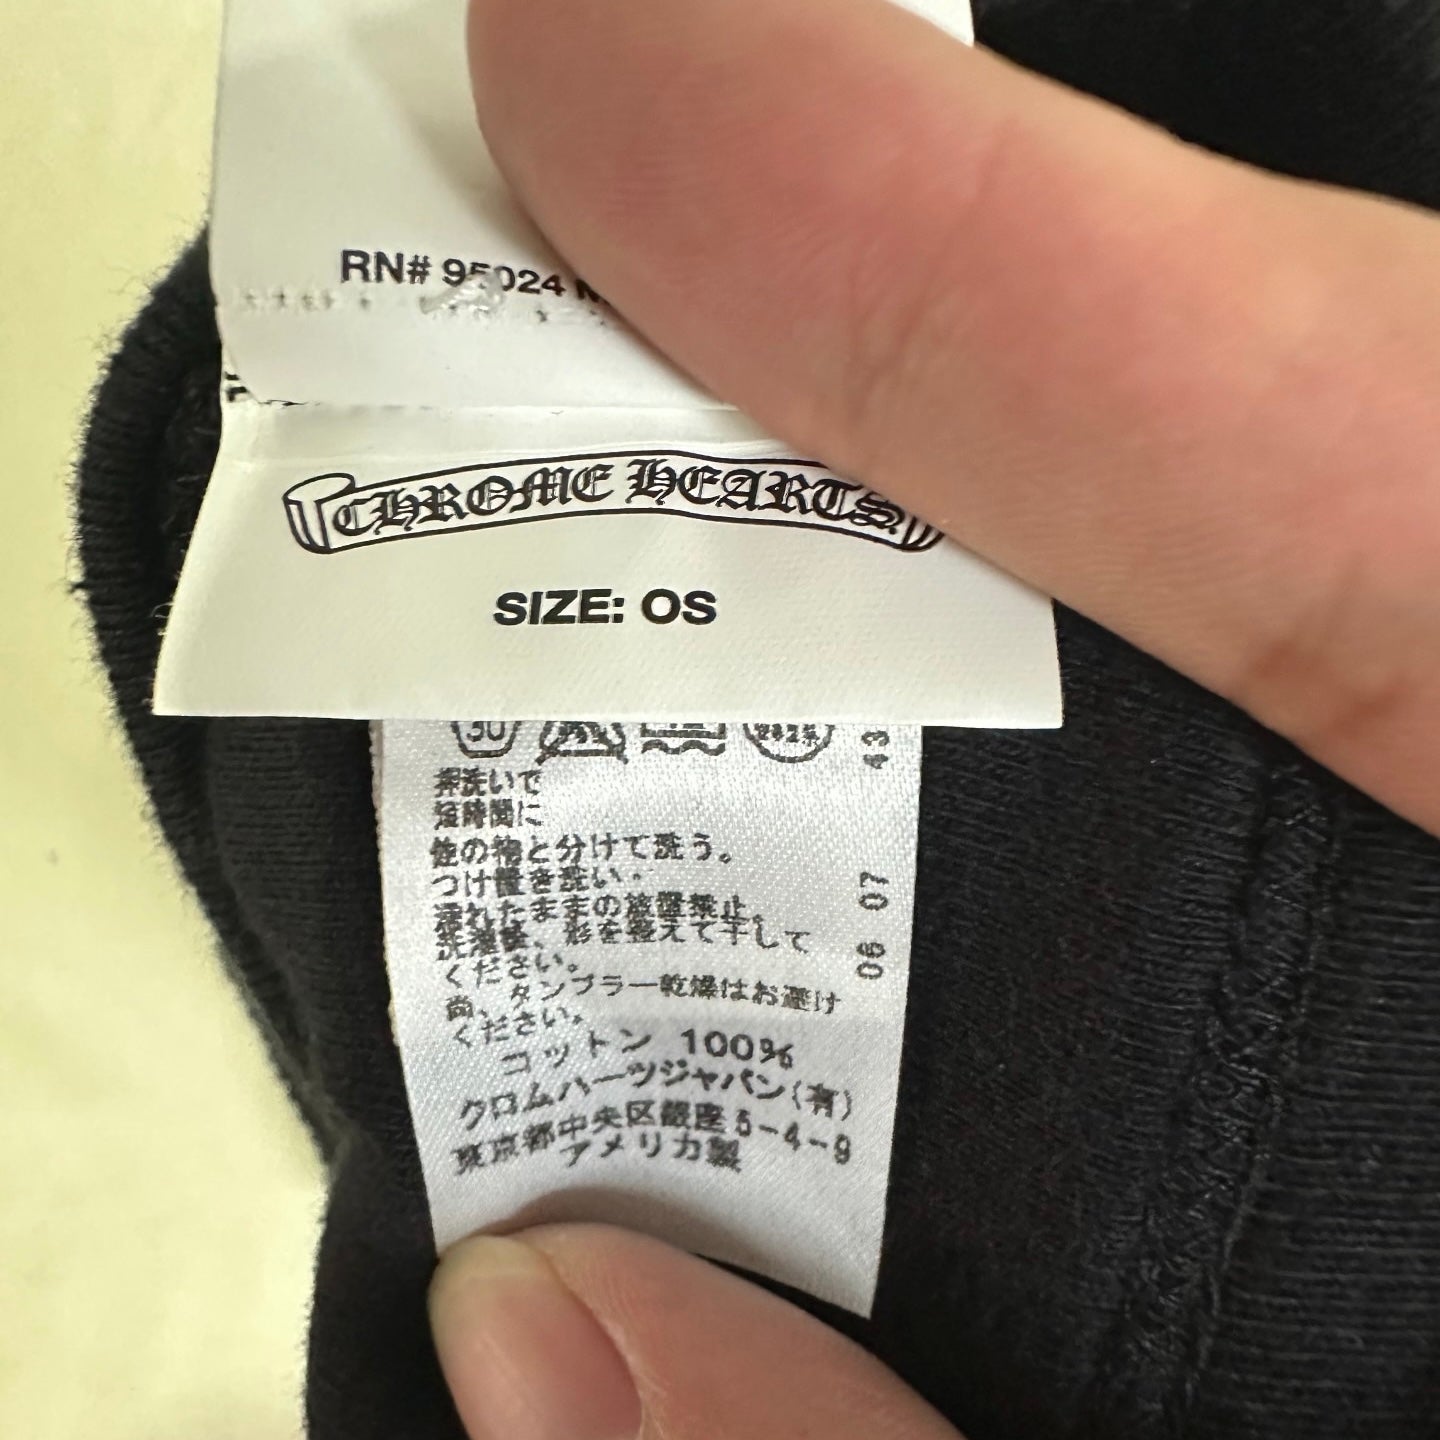 RN# 95024
CHROME HEARTS
SIZE: OS
30
43
押洗いで
短時間に
他の物と分けて洗う。
つけ置き洗い・
濡れたままの放置禁止。
洗濯後、形を整えて干して
ください。
尚、タンブラー乾燥はお避け
ください。
コットン 100%
クロムハーツジャパン(有)
東京都中央区銀座5-4-9
アメリカ製
06 07